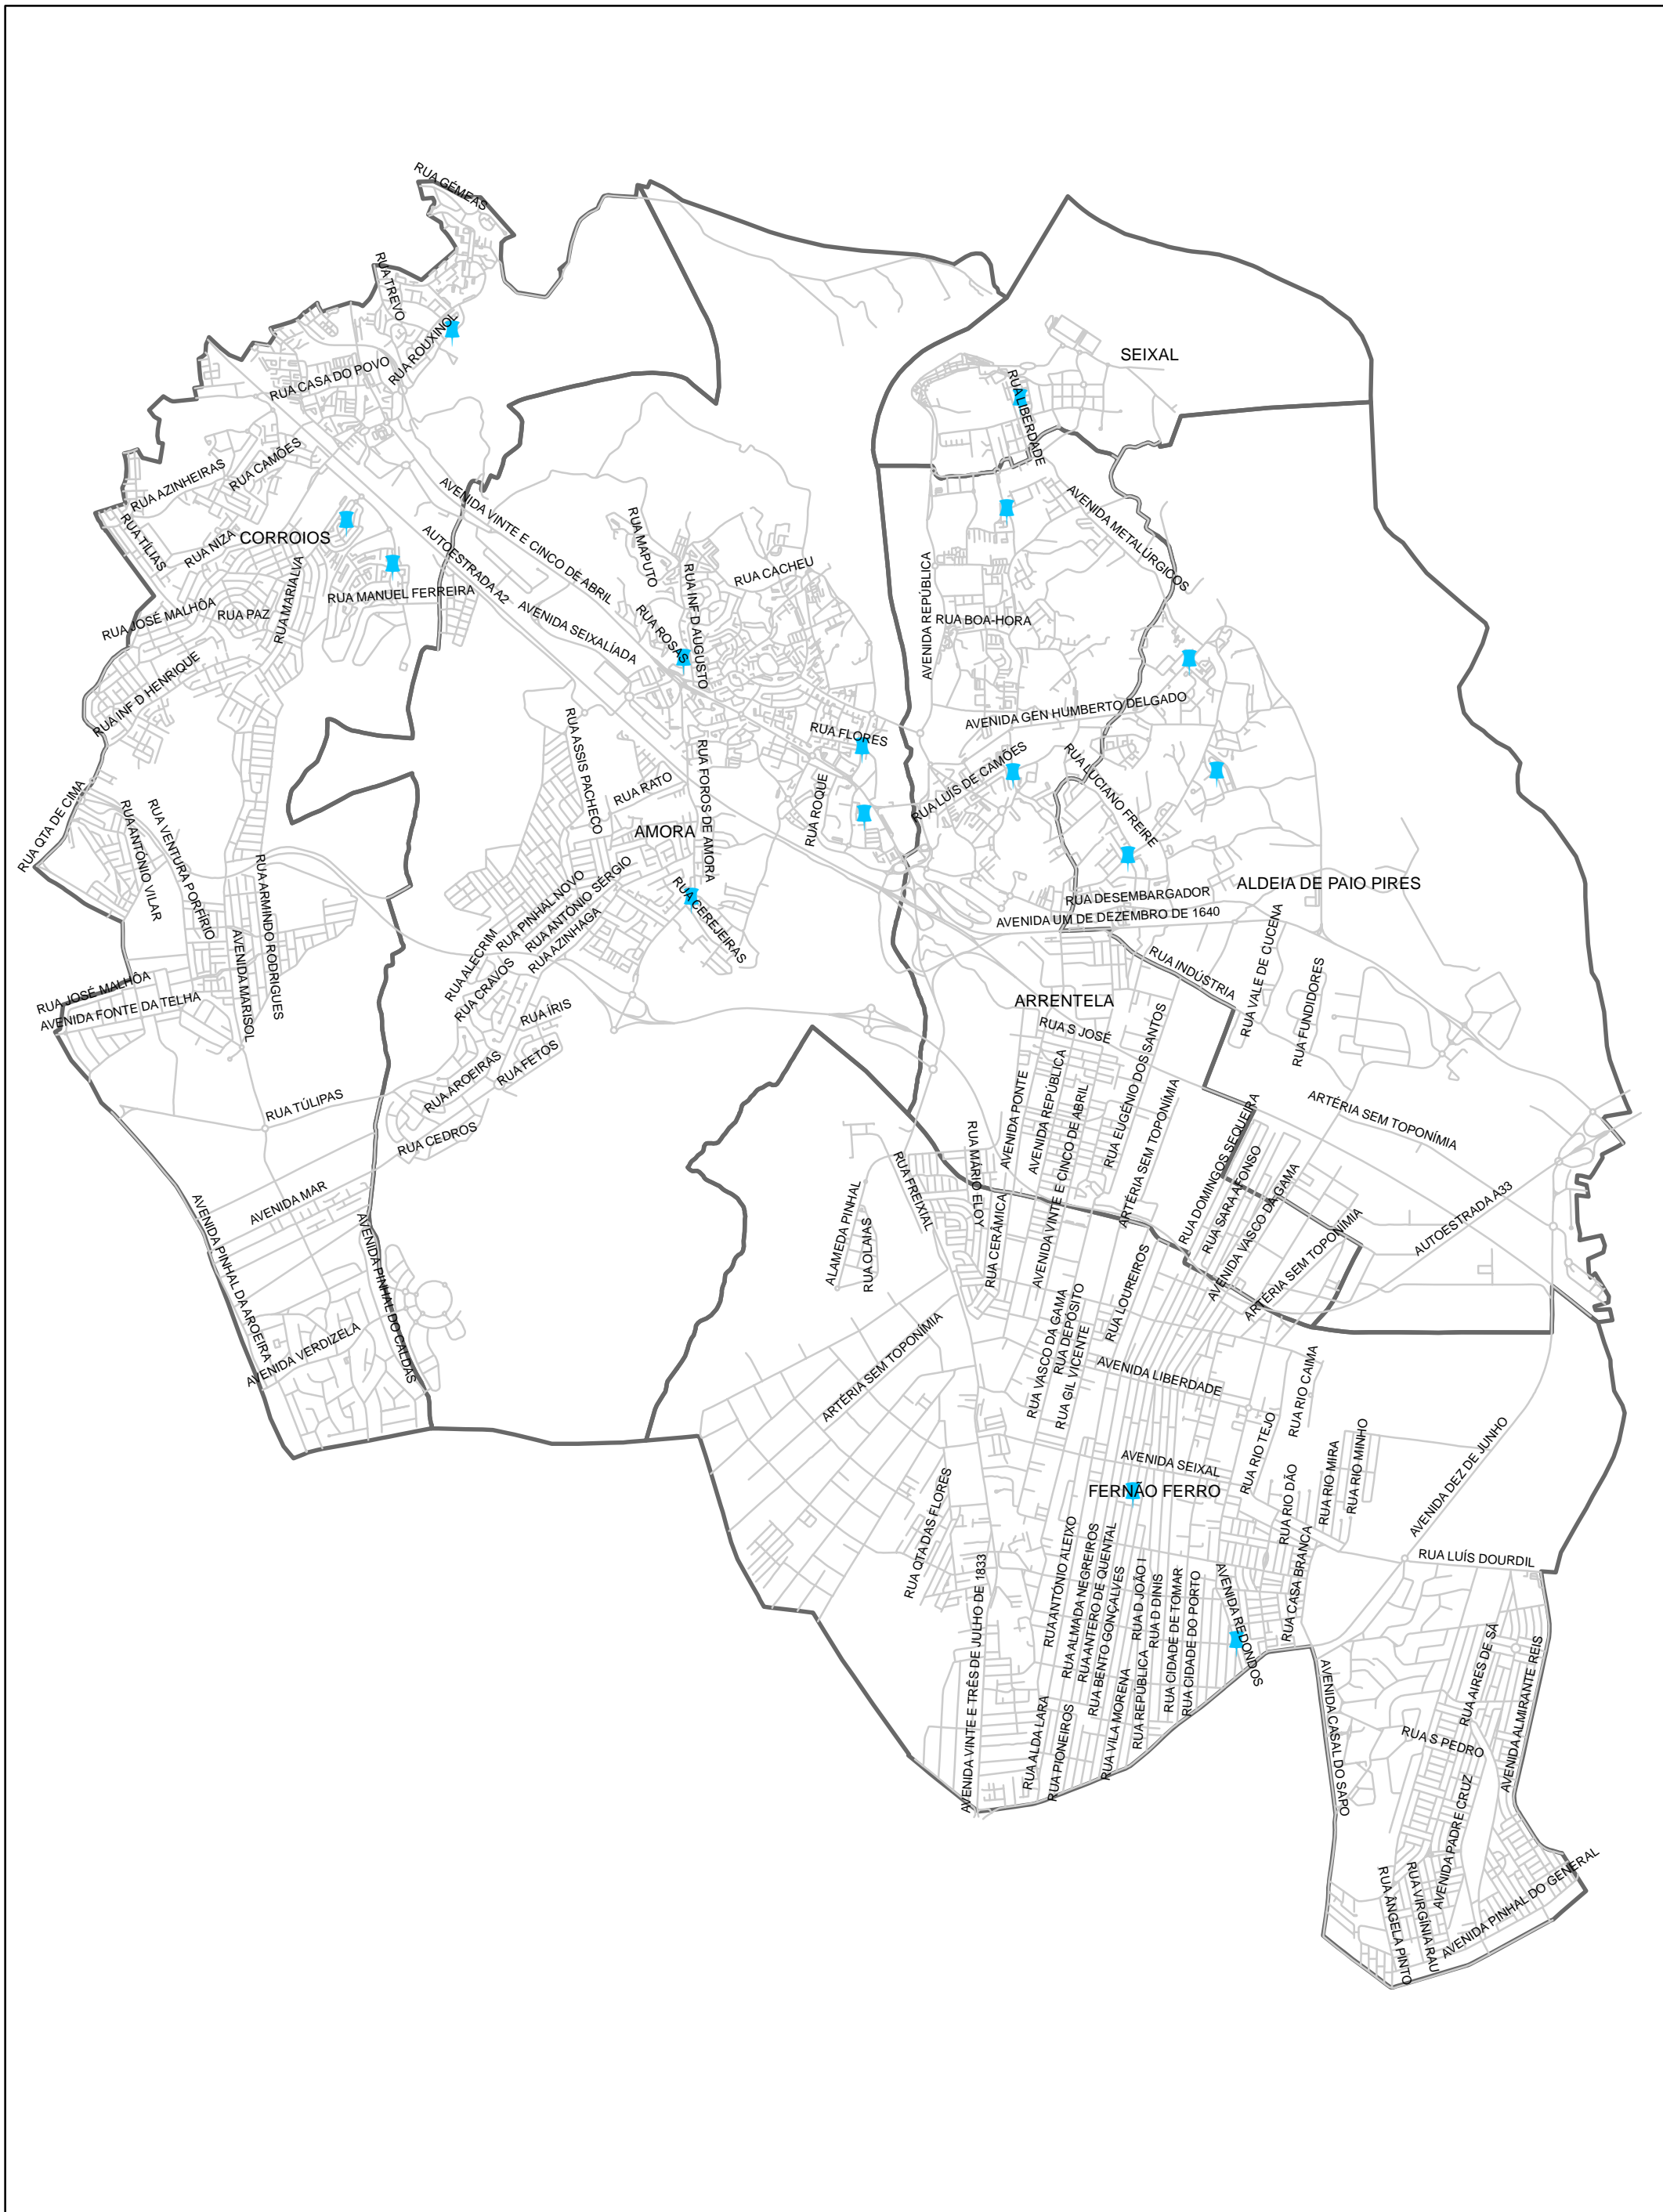 RUA GÉMEAS
RUA TREVO
RUA ROUXINOL
RUA CASA DO POVO
SEIXAL
RUA LIBERDADE
RUA CAMÕES
RUA AZINHEIRAS
RUA TÍLIAS
RUA NIZA
CORROIOS
AVENIDA VINTE E CINCO DE ABRIL
AUTOESTRADA A2
AVENIDA METALÚRGICOS
RUA MAPUTO
RUA CACHEU
RUA INF D AUGUSTO
RUA MARIALVA
RUA MANUEL FERREIRA
AVENIDA SEIXALÍADA
RUA ROSAS
AVENIDA REPÚBLICA
RUA BOA-HORA
RUA JOSÉ MALHÔA
RUA PAZ
RUA INF D HENRIQUE
AVENIDA GEN HUMBERTO DELGADO
RUA FLORES
RUA ASSIS PACHECO
RUA FOROS DE AMORA
RUA RATO
RUA ROQUE
RUA LUÍS DE CAMÕES
RUA LUCIANO FREIRE
AMORA
RUA QTA DE CIMA
RUA ANTÓNIO VILAR
RUA VENTURA PORFÍRIO
RUA ARMINDO RODRIGUES
AVENIDA MARISOL
RUA PINHAL NOVO
RUA ANTÓNIO SÉRGIO
RUA AZINHAGA
RUA CEREJEIRAS
RUA ALECRIM
RUA CRAVOS
ALDEIA DE PAIO PIRES
RUA DESEMBARGADOR
AVENIDA UM DE DEZEMBRO DE 1640
RUA INDÚSTRIA
RUA VALE DE CUCENA
RUA FUNDIDORES
ARRENTELA
RUA S JOSÉ
RUA JOSÉ MALHÔA
AVENIDA FONTE DA TELHA
RUA ÍRIS
RUA FETOS
RUA AROEIRAS
RUA TÚLIPAS
RUA CEDROS
AVENIDA PONTE
AVENIDA REPÚBLICA
AVENIDA VINTE E CINCO DE ABRIL
RUA EUGÉNIO DOS SANTOS
ARTÉRIA SEM TOPONÍMIA
ARTÉRIA SEM TOPONÍMIA
RUA DOMINGOS SEQUEIRA
RUA SARA AFONSO
AVENIDA VASCO DA GAMA
ARTÉRIA SEM TOPONÍMIA
AUTOESTRADA A33
RUA MÁRIO ELOY
RUA FREIXIAL
RUA CERÂMICA
ALAMEDA PINHAL
RUA OLAIAS
AVENIDA MAR
AVENIDA PINHAL DA AROEIRA
AVENIDA PINHAL DO CALDAS
AVENIDA VERDIZELA
ARTÉRIA SEM TOPONÍMIA
RUA VASCO DA GAMA
RUA DEPÓSITO
RUA GIL VICENTE
RUA LOUREIROS
AVENIDA LIBERDADE
RUA RIO CAIMA
RUA RIO TEJO
AVENIDA SEIXAL
FERNÃO FERRO
RUA RIO DÃO
RUA RIO MIRA
RUA RIO MINHO
AVENIDA DEZ DE JUNHO
RUA LUÍS DOURDIL
RUA QTA DAS FLORES
AVENIDA VINTE E TRÊS DE JULHO DE 1833
RUA ANTÓNIO ALEIXO
RUA ALMADA NEGREIROS
RUA ANTERO DE QUENTAL
RUA BENTO GONÇALVES
RUA D JOÃO I
RUA D DINIS
RUA CIDADE DE TOMAR
RUA CIDADE DO PORTO
AVENIDA REDONDOS
RUA CASA BRANCA
RUA ALDA LARA
RUA PIONEIROS
RUA VILA MORENA
RUA REPÚBLICA
AVENIDA CASAL DO SAPO
RUA AIRES DE SÁ
RUA S PEDRO
AVENIDA ALMIRANTE REIS
AVENIDA PADRE CRUZ
RUA ÂNGELA PINTO
RUA VIRGÍNIA RAU
AVENIDA PINHAL DO GENERAL